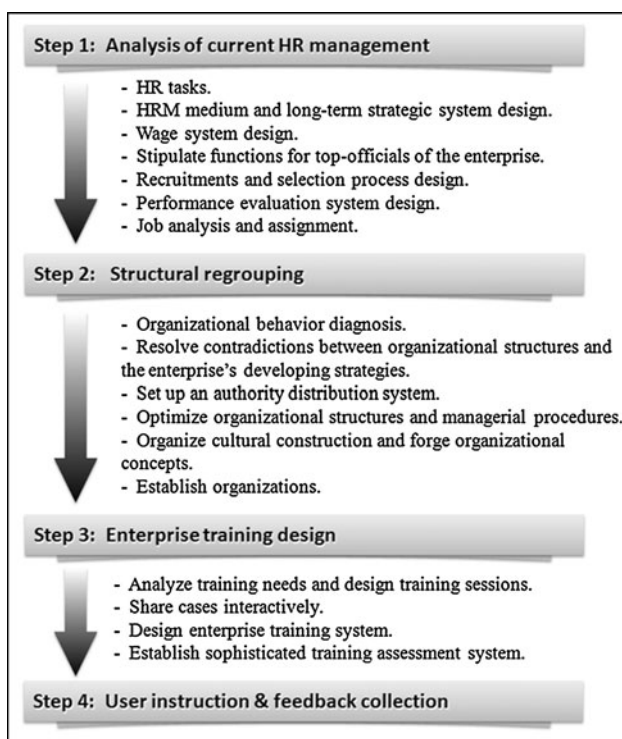 Step 1: Analysis of current HR management
- HR tasks.
- HRM medium and long-term strategic system design.
- Wage system design.
- Stipulate functions for top-officials of the enterprise.
- Recruitments and selection process design.
- Performance evaluation system design.
- Job analysis and assignment.
Step 2: Structural regrouping
- Organizational behavior diagnosis.
- Resolve contradictions between organizational structures and
the enterprise's developing strategies.
- Set up an authority distribution system.
- Optimize organizational structures and managerial procedures.
- Organize cultural construction and forge organizational
concepts.
- Establish organizations.
Step 3: Enterprise training design
- Analyze training needs and design training sessions.
- Share cases interactively.
- Design enterprise training system.
- Establish sophisticated training assessment system.
Step 4: User instruction & feedback collection